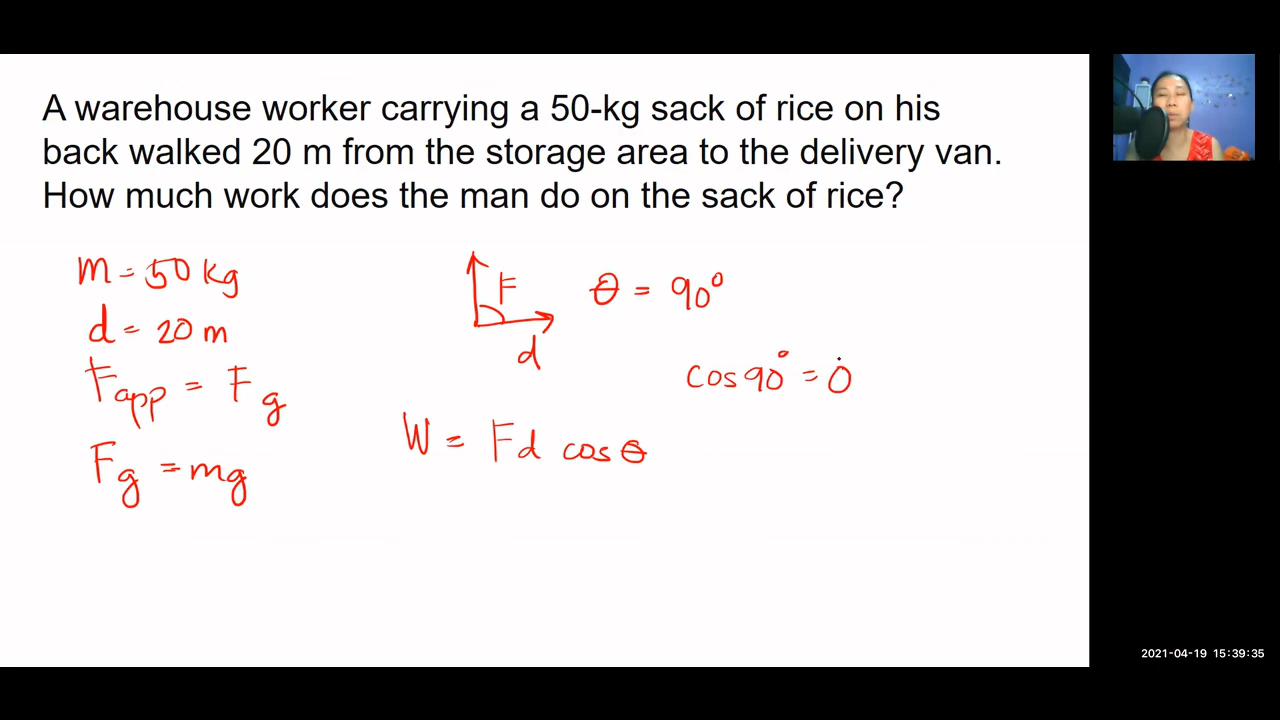 A warehouse worker carrying a 50-kg sack of rice on his
back walked 20 m from the storage area to the delivery van.
How much work does the man do on the sack of rice?
m = 50 kg
d = 20 m
Fapp = Fg
Fg = mg
F
d
θ = 90°
cos 90° = 0
W = Fd cos θ
2021-04-19 15:39:35